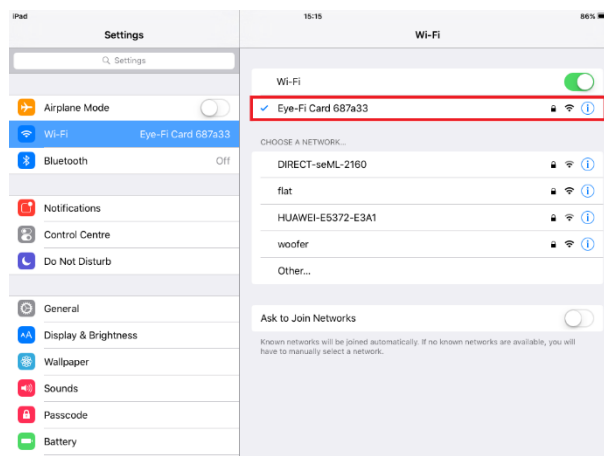 iPad 15:15 86%
Settings
Wi-Fi
Settings
Wi-Fi
Eye-Fi Card 687a33
Airplane Mode
Wi-Fi Eye-Fi Card 687a33
Bluetooth Off
CHOOSE A NETWORK...
DIRECT-seML-2160
flat
HUAWEI-E5372-E3A1
woofer
Other...
Notifications
Control Centre
Do Not Disturb
General
Display & Brightness
Wallpaper
Sounds
Passcode
Battery
Ask to Join Networks
Known networks will be joined automatically. If no known networks are available, you will
have to manually select a network.